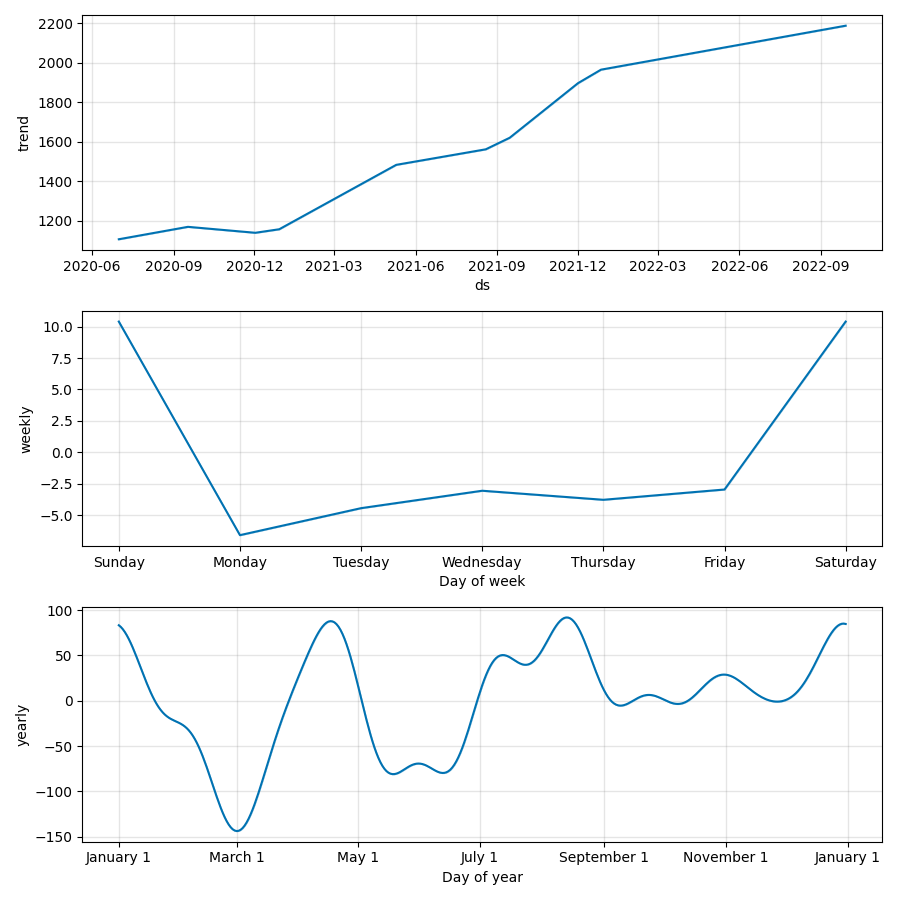 2200
2000
1800
1600
1400
1200
trend
2020-06 2020-09 2020-12 2021-03 2021-06 2021-09 2021-12 2022-03 2022-06 2022-09
ds
10.0
7.5
5.0
2.5
0.0
−2.5
−5.0
weekly
Sunday Monday Tuesday Wednesday Thursday Friday Saturday
Day of week
100
50
0
−50
−100
−150
yearly
January 1 March 1 May 1 July 1 September 1 November 1 January 1
Day of year